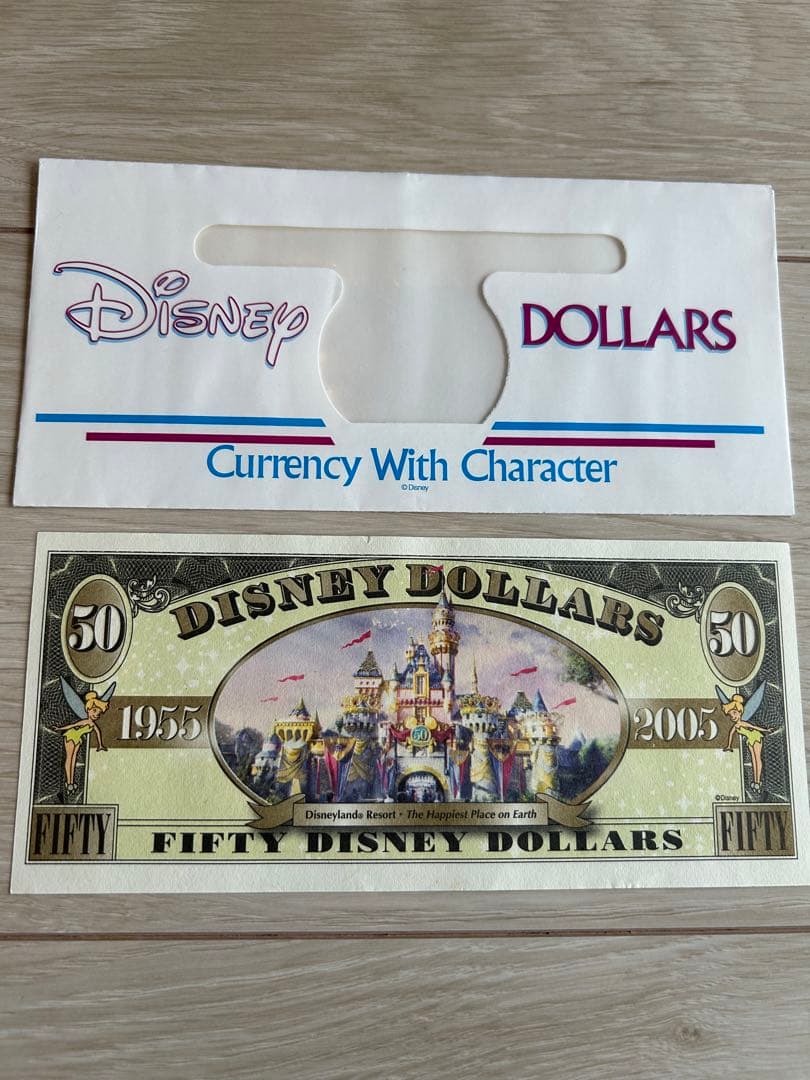 Disney DOLLARS
Currency With Character
©Disney
DISNEY DOLLARS
50 50
1955 2005
50
©Disney
Disneyland® Resort • The Happiest Place on Earth
FIFTY FIFTY DISNEY DOLLARS FIFTY